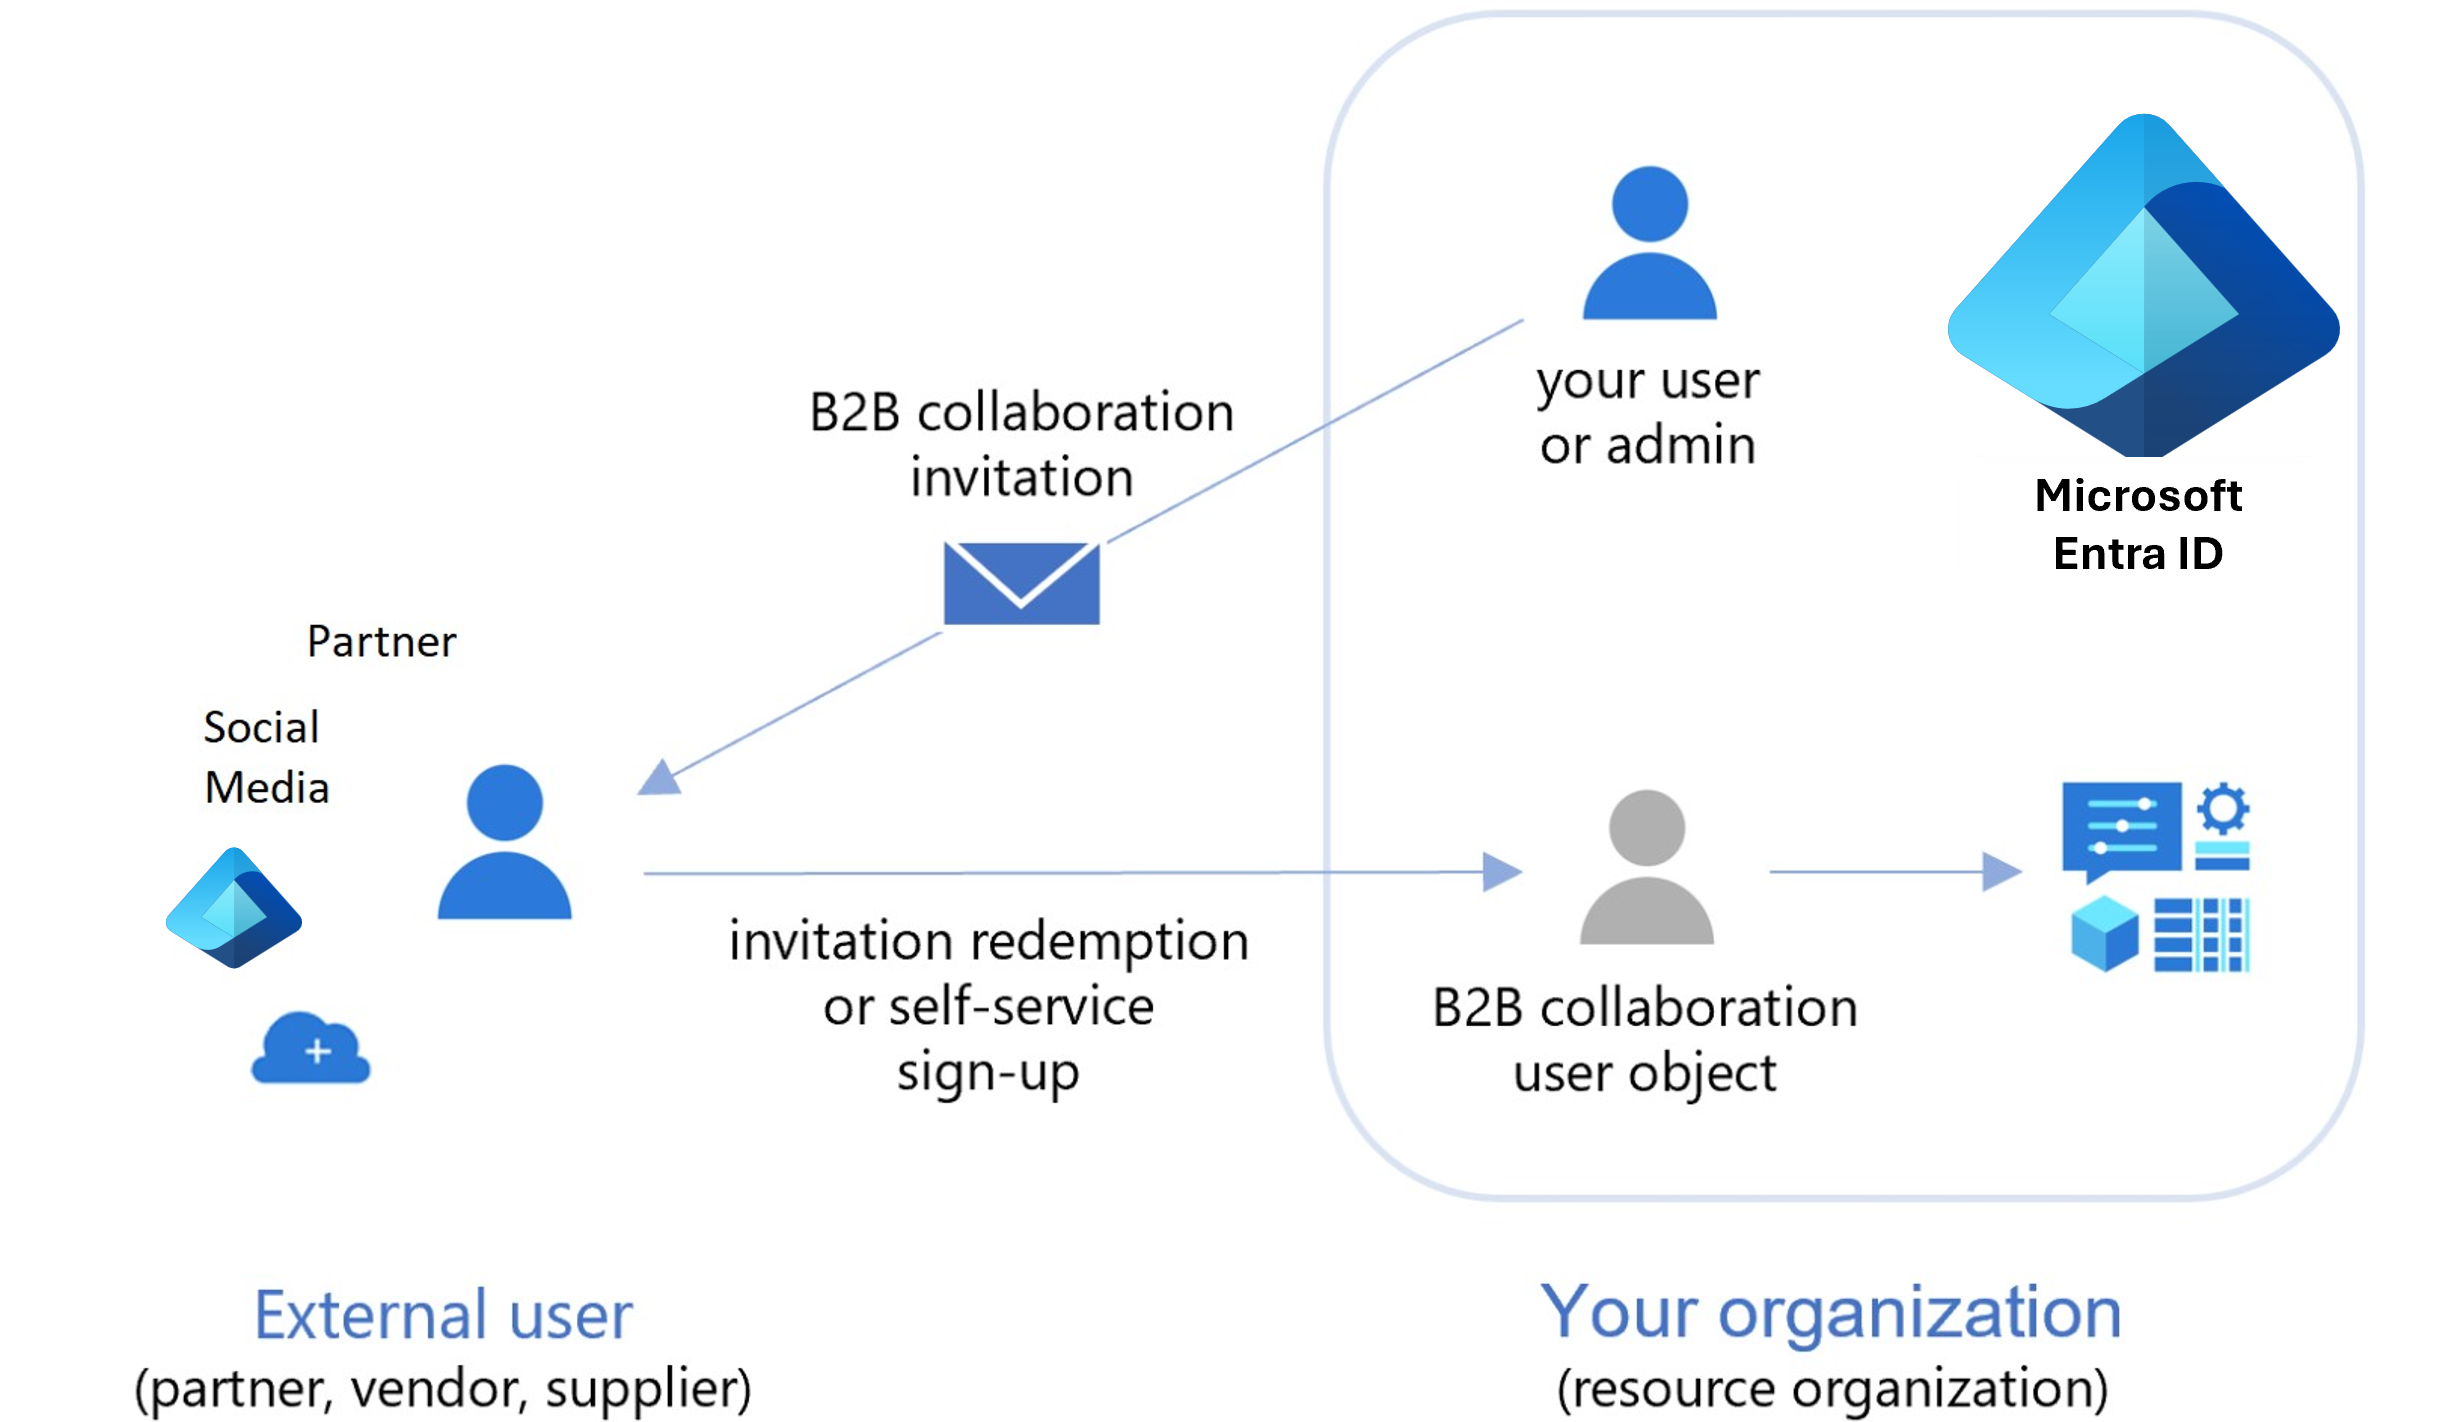 your user
or admin
Microsoft
Entra ID
B2B collaboration
invitation
Partner
Social
Media
invitation redemption
or self-service
sign-up
B2B collaboration
user object
External user
(partner, vendor, supplier)
Your organization
(resource organization)